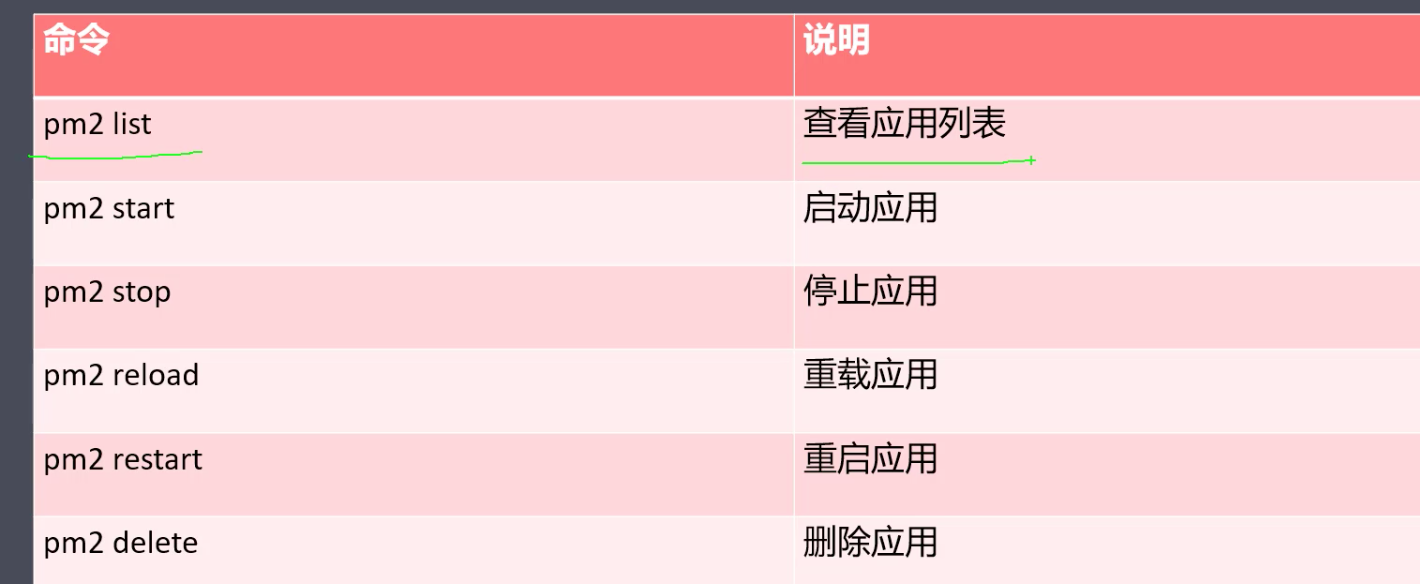 命令 说明
pm2 list 查看应用列表
pm2 start 启动应用
pm2 stop 停止应用
pm2 reload 重载应用
pm2 restart 重启应用
pm2 delete 删除应用